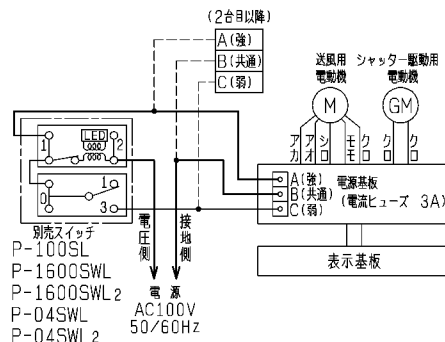 (2台目以降)
A(強)
B(共通)
C(弱)
送風用
電動機
シャッター駆動用
電動機
M
GM
アカ
アオ
シロ
モモ
クロ
クロ
クロ
LED
1
2
0
1
3
A(強)
B(共通)
C(弱)
電源基板
(電流ヒューズ 3A)
表示基板
別売スイッチ
P-100SL
P-1600SWL
P-1600SWL2
P-04SWL
P-04SWL2
電圧側
接地側
電源
AC100V
50/60Hz